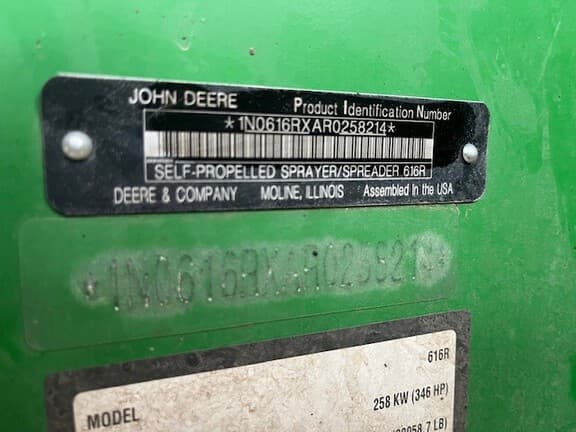 JOHN DEERE Product Identification Number
*1N0616RXAR0258214*
SELF-PROPELLED SPRAYER/SPREADER 616R
DEERE & COMPANY MOLINE, ILLINOIS Assembled in the USA
616R
MODEL 258 KW (346 HP)